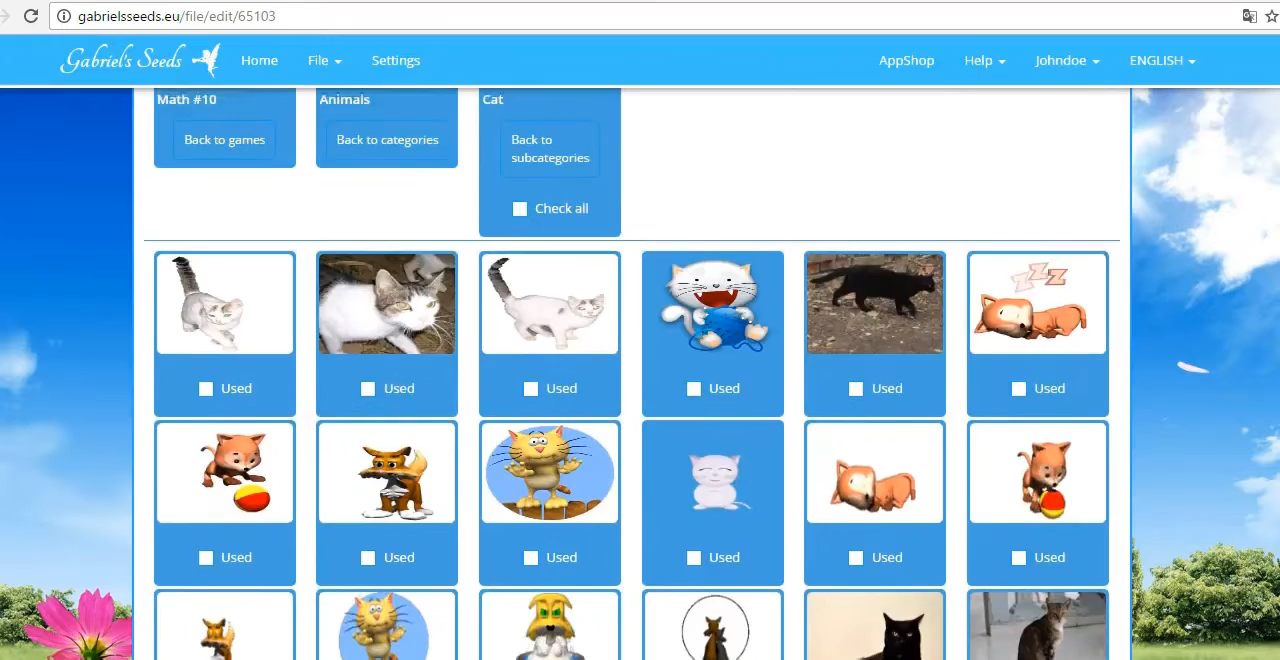 gabrielsseeds.eu/file/edit/65103
Gabriel's Seeds Home File Settings AppShop Help Johndoe ENGLISH
Math #10 Animals Cat
Back to games Back to categories Back to
subcategories
Check all
ZZZ
Used Used Used Used Used Used
Used Used Used Used Used Used